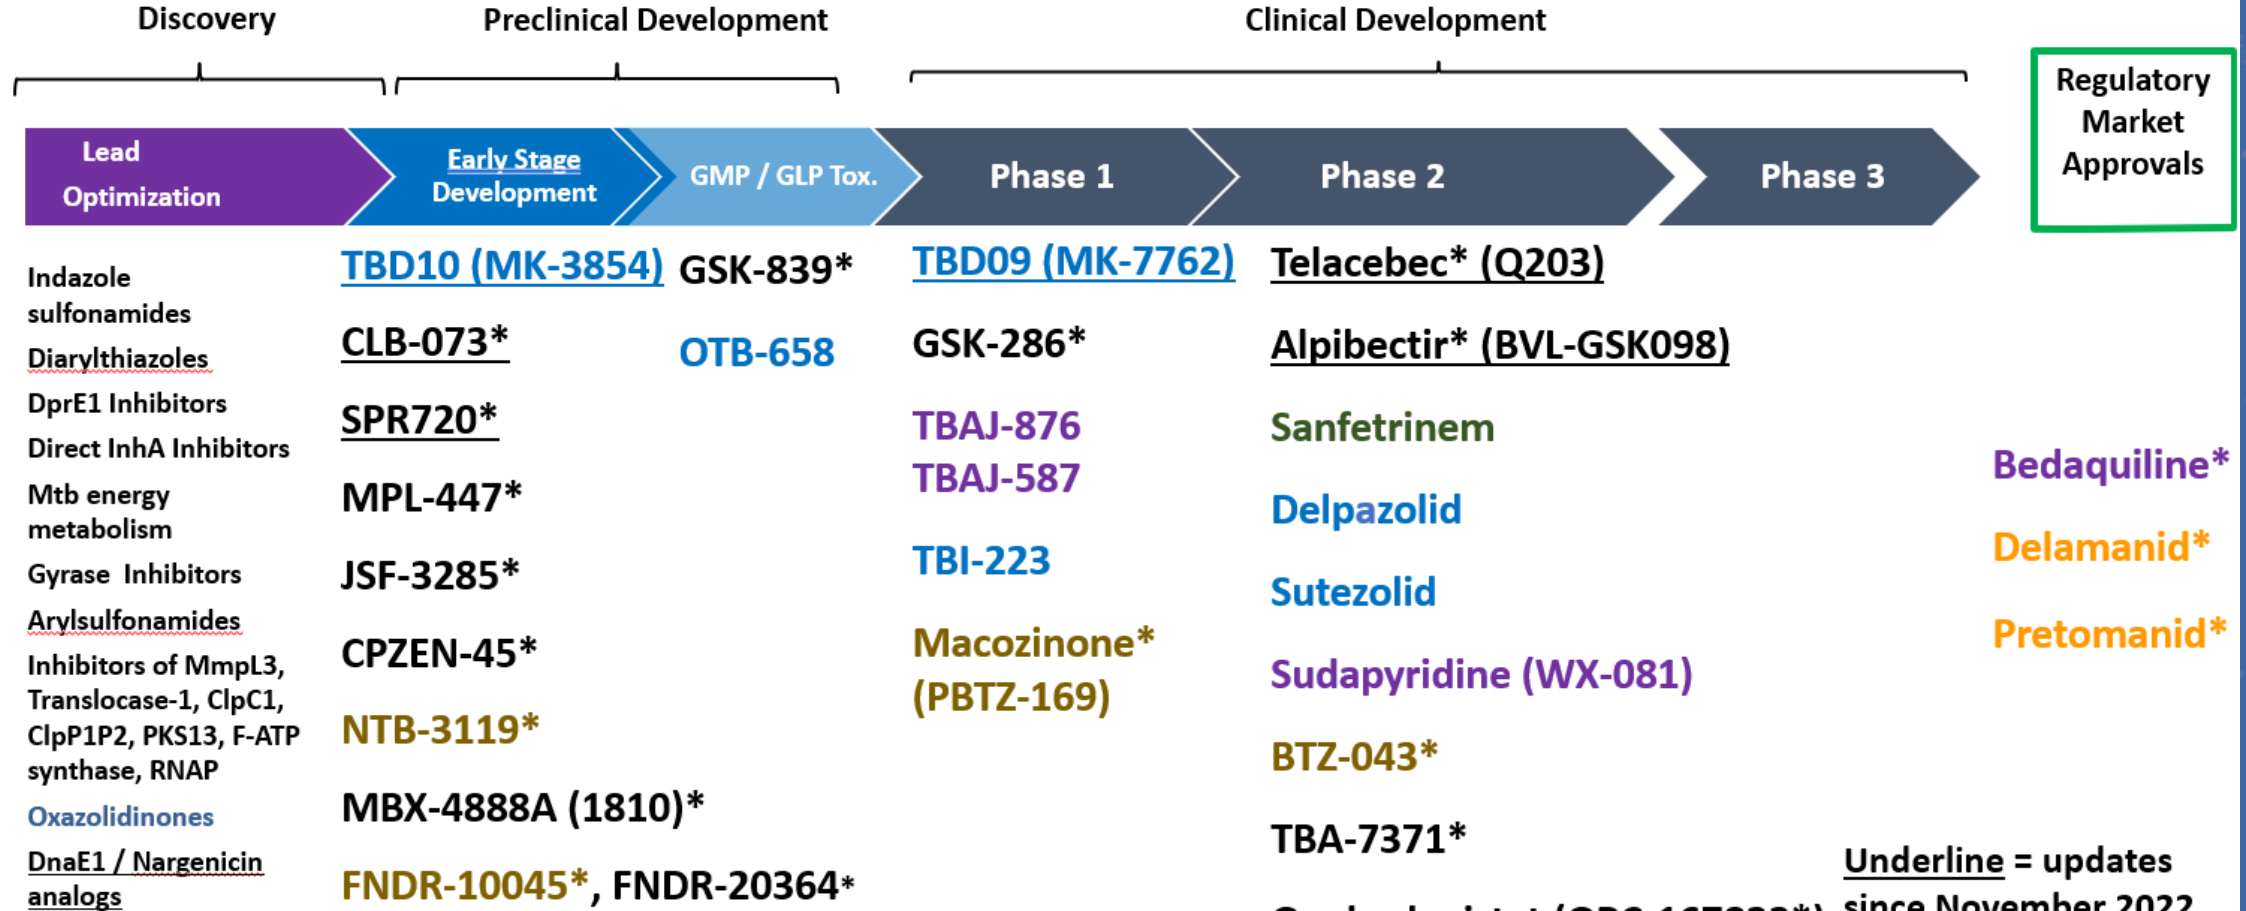 Discovery
Preclinical Development
Clinical Development
Regulatory
Market
Approvals
Lead
Optimization
Early Stage
Development
GMP / GLP Tox.
Phase 1
Phase 2
Phase 3
Indazole
sulfonamides
Diarylthiazoles
DprE1 Inhibitors
Direct InhA Inhibitors
Mtb energy
metabolism
Gyrase Inhibitors
Arylsulfonamides
Inhibitors of MmpL3,
Translocase-1, ClpC1,
ClpP1P2, PKS13, F-ATP
synthase, RNAP
Oxazolidinones
DnaE1 / Nargenicin
analogs
TBD10 (MK-3854)
CLB-073*
SPR720*
MPL-447*
JSF-3285*
CPZEN-45*
NTB-3119*
MBX-4888A (1810)*
FNDR-10045*, FNDR-20364*
GSK-839*
OTB-658
TBD09 (MK-7762)
GSK-286*
TBAJ-876
TBAJ-587
TBI-223
Macozinone*
(PBTZ-169)
Telacebec* (Q203)
Alpibectir* (BVL-GSK098)
Sanfetrinem
Delpazolid
Sutezolid
Sudapyridine (WX-081)
BTZ-043*
TBA-7371*
Bedaquiline*
Delamanid*
Pretomanid*
Underline = updates
since November 2022